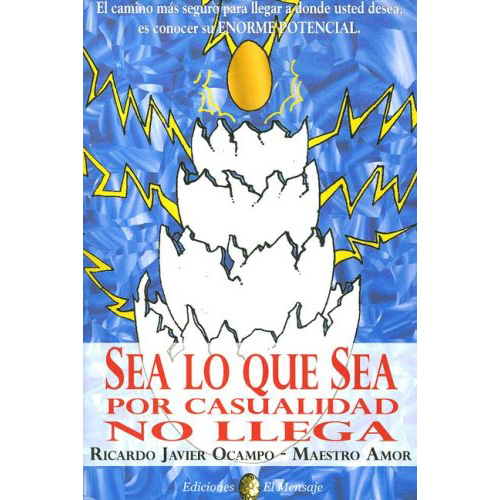 El camino más seguro para llegar a donde usted desea,
es conocer su ENORME POTENCIAL.
SEA LO QUE SEA
POR CASUALIDAD
NO LLEGA
RICARDO JAVIER OCAMPO - MAESTRO AMOR
Ediciones El Mensaje